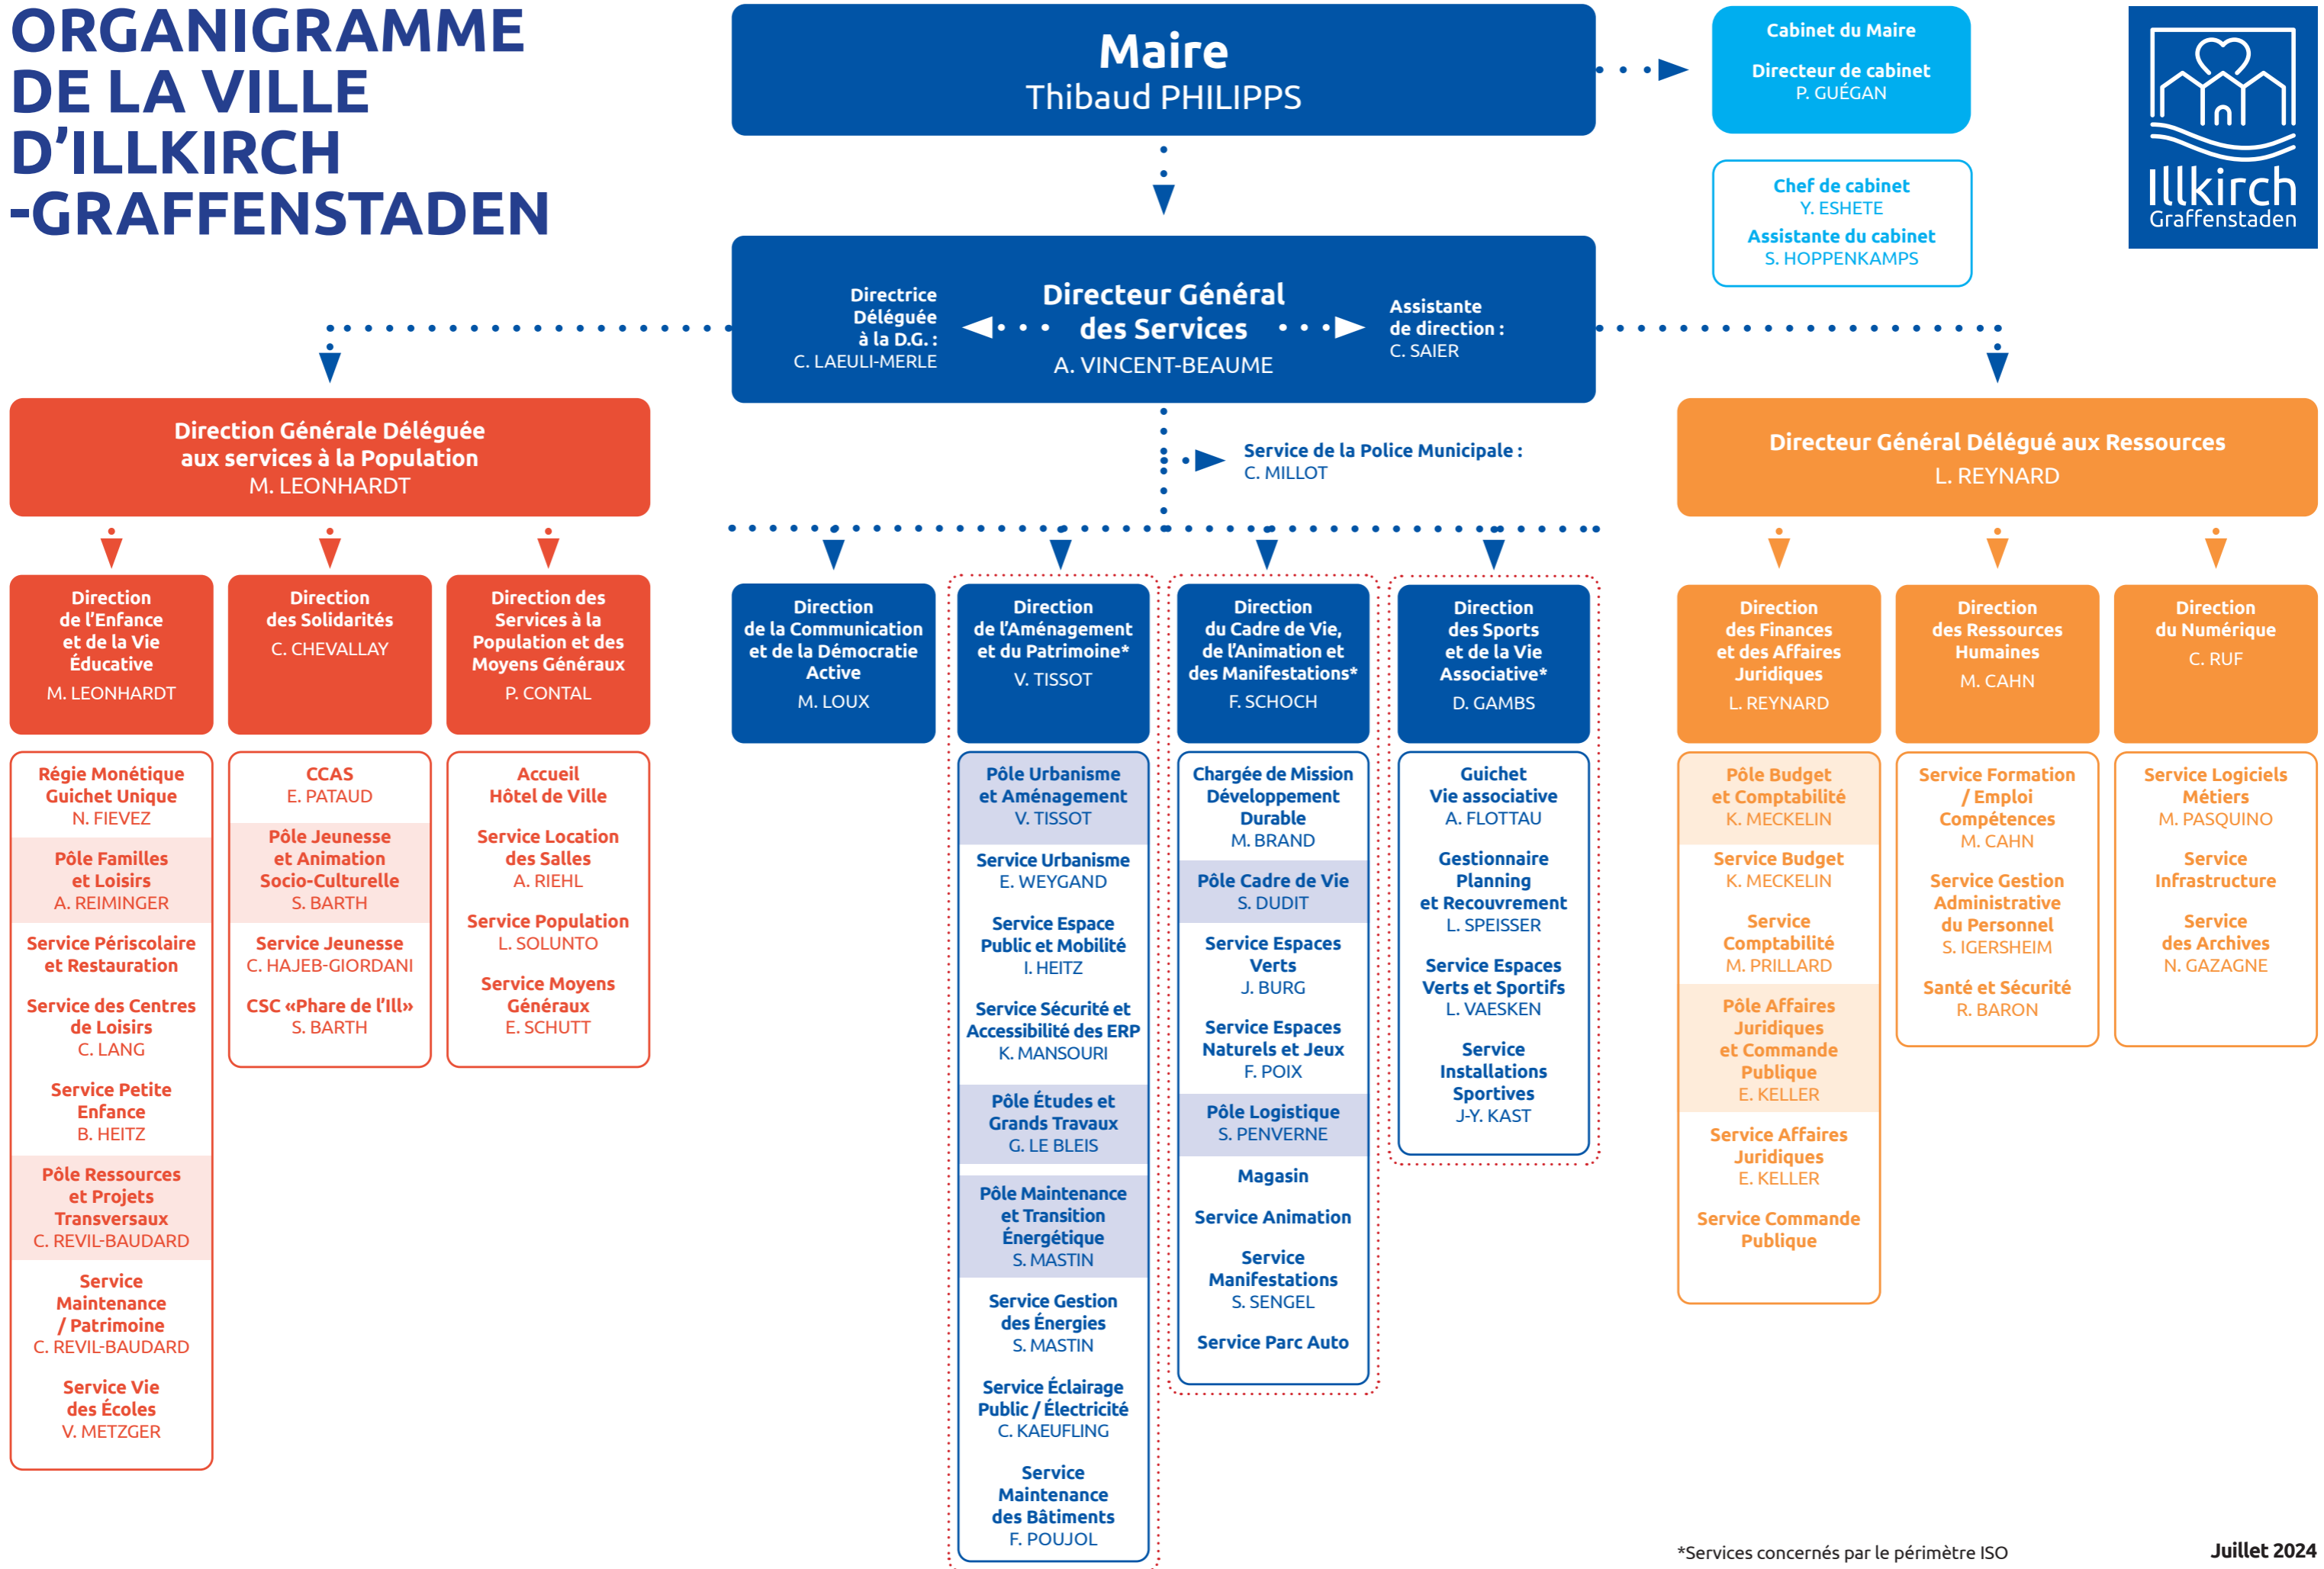 ORGANIGRAMME
DE LA VILLE
D'ILLKIRCH
-GRAFFENSTADEN
Maire
Thibaud PHILIPPS
Cabinet du Maire
Directeur de cabinet
P. GUÉGAN
Chef de cabinet
Y. ESHETE
Assistante du cabinet
S. HOPPENKAMPS
Illkirch
Graffenstaden
Directrice
Déléguée
à la D.G. :
C. LAEULI-MERLE
Directeur Général
des Services
A. VINCENT-BEAUME
Assistante
de direction :
C. SAIER
Service de la Police Municipale :
C. MILLOT
Direction Générale Déléguée
aux services à la Population
M. LEONHARDT
Direction
de l'Enfance
et de la Vie
Éducative
M. LEONHARDT
Régie Monétique
Guichet Unique
N. FIEVEZ
Pôle Familles
et Loisirs
A. REIMINGER
Service Périscolaire
et Restauration
Service des Centres
de Loisirs
C. LANG
Service Petite
Enfance
B. HEITZ
Pôle Ressources
et Projets
Transversaux
C. REVIL-BAUDARD
Service
Maintenance
/ Patrimoine
C. REVIL-BAUDARD
Service Vie
des Écoles
V. METZGER
Direction
des Solidarités
C. CHEVALLAY
CCAS
E. PATAUD
Pôle Jeunesse
et Animation
Socio-Culturelle
S. BARTH
Service Jeunesse
C. HAJEB-GIORDANI
CSC «Phare de l'Ill»
S. BARTH
Direction des
Services à la
Population et des
Moyens Généraux
P. CONTAL
Accueil
Hôtel de Ville
Service Location
des Salles
A. RIEHL
Service Population
L. SOLUNTO
Service Moyens
Généraux
E. SCHUTT
Direction
de la Communication
et de la Démocratie
Active
M. LOUX
Direction
de l'Aménagement
et du Patrimoine*
V. TISSOT
Pôle Urbanisme
et Aménagement
V. TISSOT
Service Urbanisme
E. WEYGAND
Service Espace
Public et Mobilité
I. HEITZ
Service Sécurité et
Accessibilité des ERP
K. MANSOURI
Pôle Études et
Grands Travaux
G. LE BLEIS
Pôle Maintenance
et Transition
Énergétique
S. MASTIN
Service Gestion
des Énergies
S. MASTIN
Service Éclairage
Public / Électricité
C. KAEUFLING
Service
Maintenance
des Bâtiments
F. POUJOL
Direction
du Cadre de Vie,
de l'Animation et
des Manifestations*
F. SCHOCH
Chargée de Mission
Développement
Durable
M. BRAND
Pôle Cadre de Vie
S. DUDIT
Service Espaces
Verts
J. BURG
Service Espaces
Naturels et Jeux
F. POIX
Pôle Logistique
S. PENVERNE
Magasin
Service Animation
Service
Manifestations
S. SENGEL
Service Parc Auto
Direction
des Sports
et de la Vie
Associative*
D. GAMBS
Guichet
Vie associative
A. FLOTTAU
Gestionnaire
Planning
et Recouvrement
L. SPEISSER
Service Espaces
Verts et Sportifs
L. VAESKEN
Service
Installations
Sportives
J-Y. KAST
Directeur Général Délégué aux Ressources
L. REYNARD
Direction
des Finances
et des Affaires
Juridiques
L. REYNARD
Pôle Budget
et Comptabilité
K. MECKELIN
Service Budget
K. MECKELIN
Service
Comptabilité
M. PRILLARD
Pôle Affaires
Juridiques
et Commande
Publique
E. KELLER
Service Affaires
Juridiques
E. KELLER
Service Commande
Publique
Direction
des Ressources
Humaines
M. CAHN
Service Formation
/ Emploi
Compétences
M. CAHN
Service Gestion
Administrative
du Personnel
S. IGERSHEIM
Santé et Sécurité
R. BARON
Direction
du Numérique
C. RUF
Service Logiciels
Métiers
M. PASQUINO
Service
Infrastructure
Service
des Archives
N. GAZAGNE
*Services concernés par le périmètre ISO
Juillet 2024